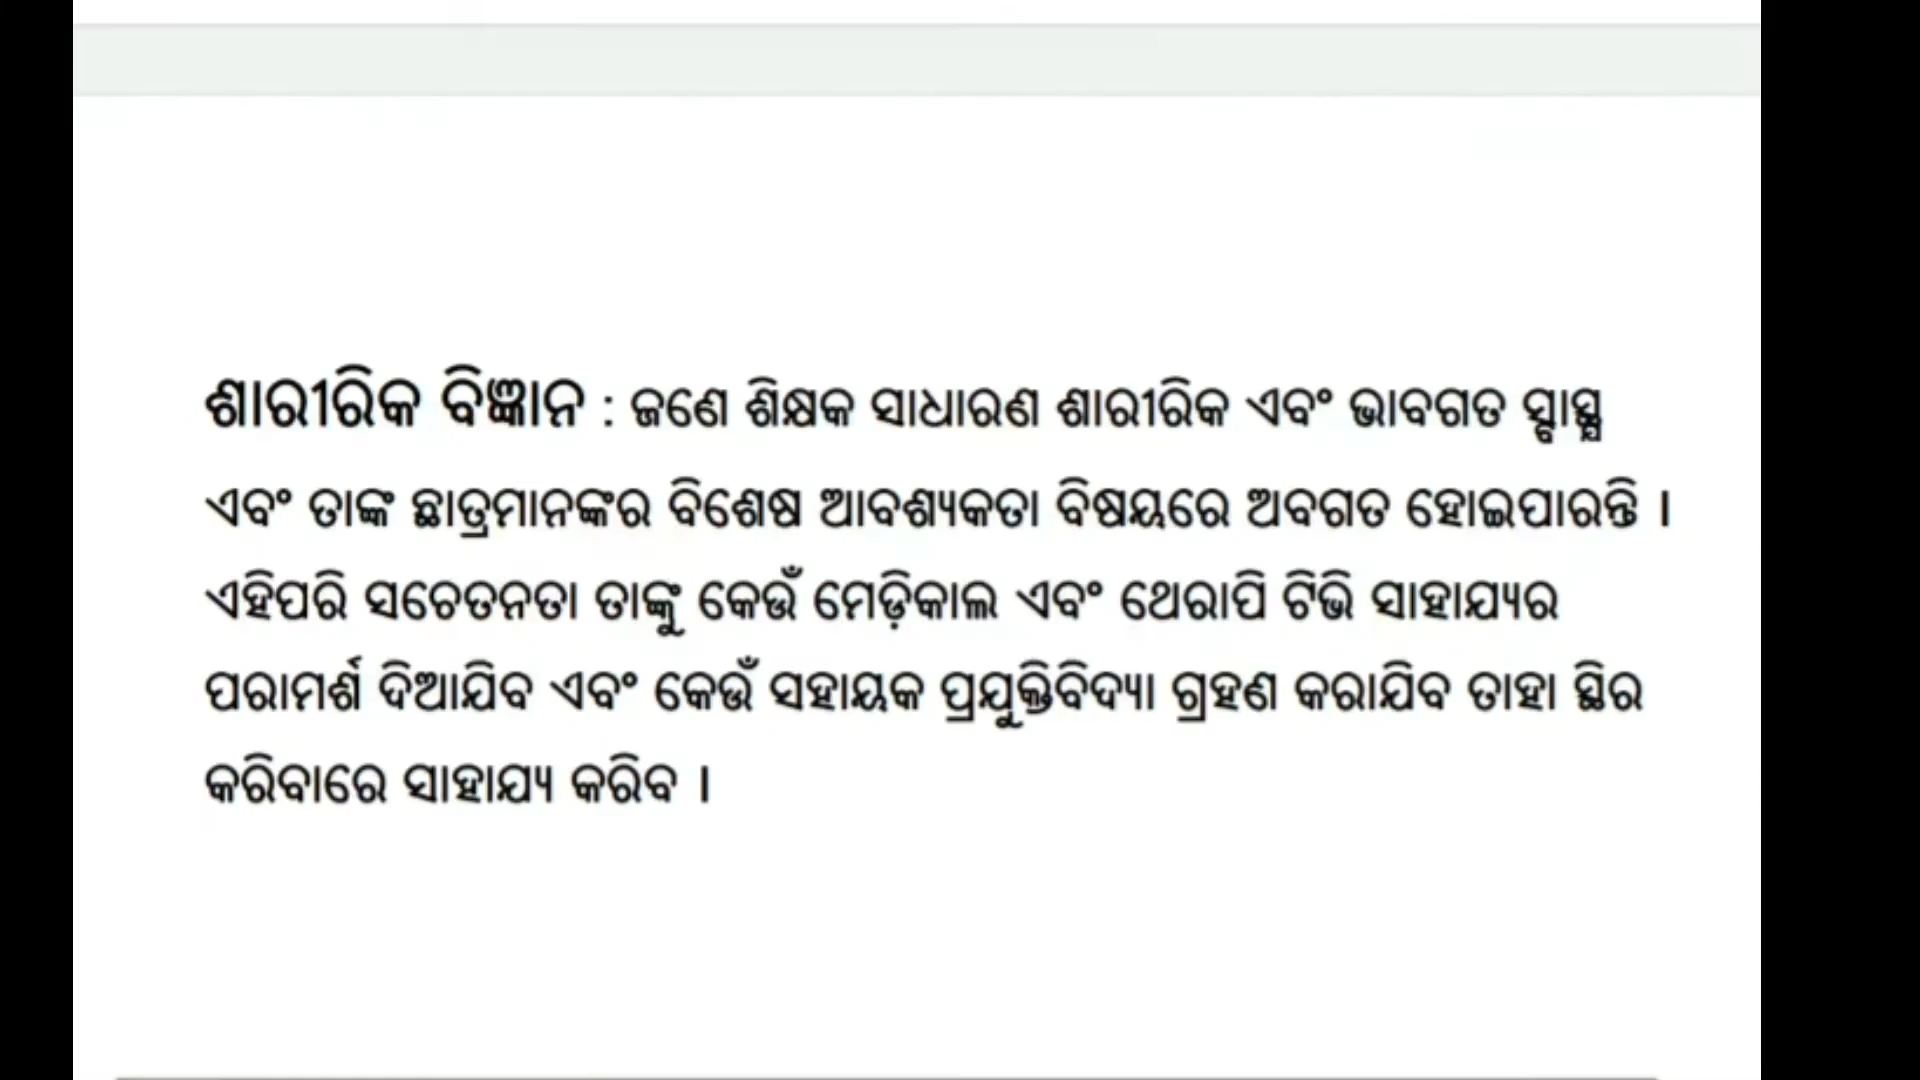 ଶାରୀରିକ ବିଜ୍ଞାନ : ଜଣେ ଶିକ୍ଷକ ସାଧାରଣ ଶାରୀରିକ ଏବଂ ଭାବଗତ ସ୍ୱାସ୍ଥ୍ୟ
ଏବଂ ତାଙ୍କ ଛାତ୍ରମାନଙ୍କର ବିଶେଷ ଆବଶ୍ୟକତା ବିଷୟରେ ଅବଗତ ହୋଇପାରନ୍ତି ।
ଏହିପରି ସଚେତନତା ତାଙ୍କୁ କେଉଁ ମେଡ଼ିକାଲ ଏବଂ ଥେରାପି ଟିଭି ସାହାଯ୍ୟର
ପରାମର୍ଶ ଦିଆଯିବ ଏବଂ କେଉଁ ସହାୟକ ପ୍ରଯୁକ୍ତିବିଦ୍ୟା ଗ୍ରହଣ କରାଯିବ ତାହା ସ୍ଥିର
କରିବାରେ ସାହାଯ୍ୟ କରିବ ।